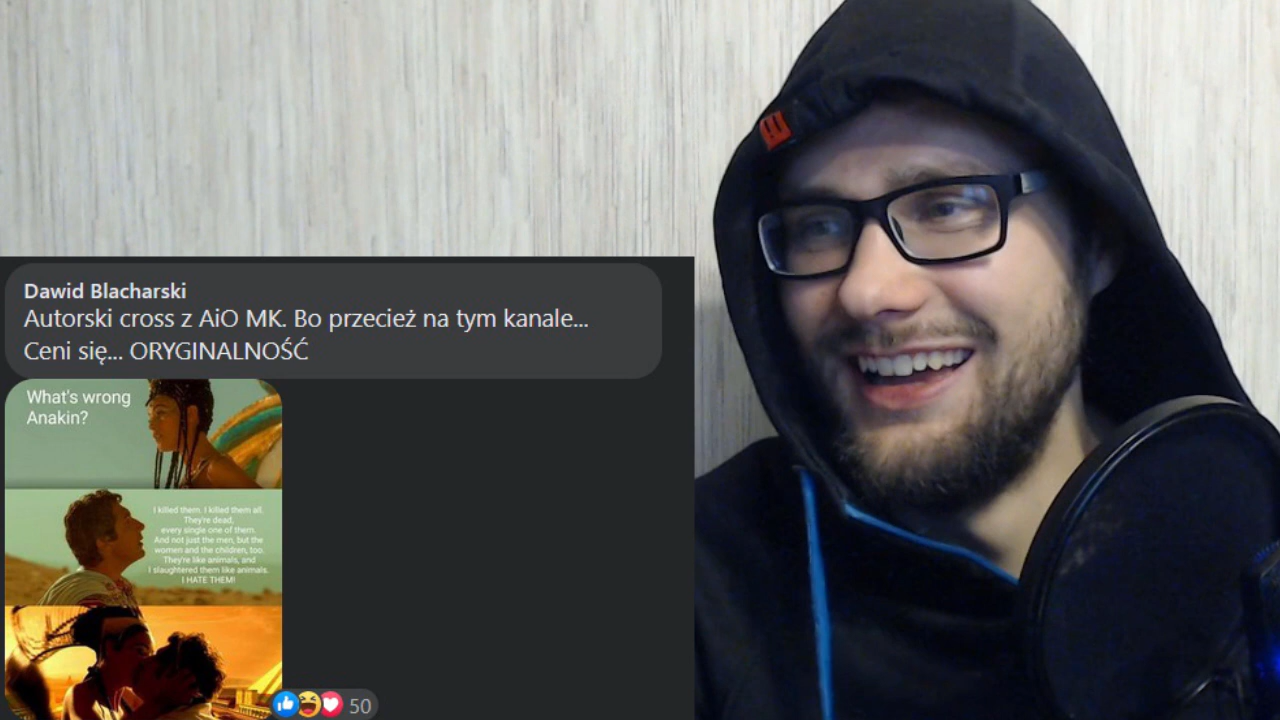 Dawid Blacharski
Autorski cross z AiO MK. Bo przecież na tym kanale...
Ceni się... ORYGINALNOŚĆ
What's wrong
Anakin?
I killed them. I killed them all.
They're dead,
every single one of them.
And not just the men, but the
women and the children, too.
They're like animals, and
I slaughtered them like animals.
I HATE THEM!
50